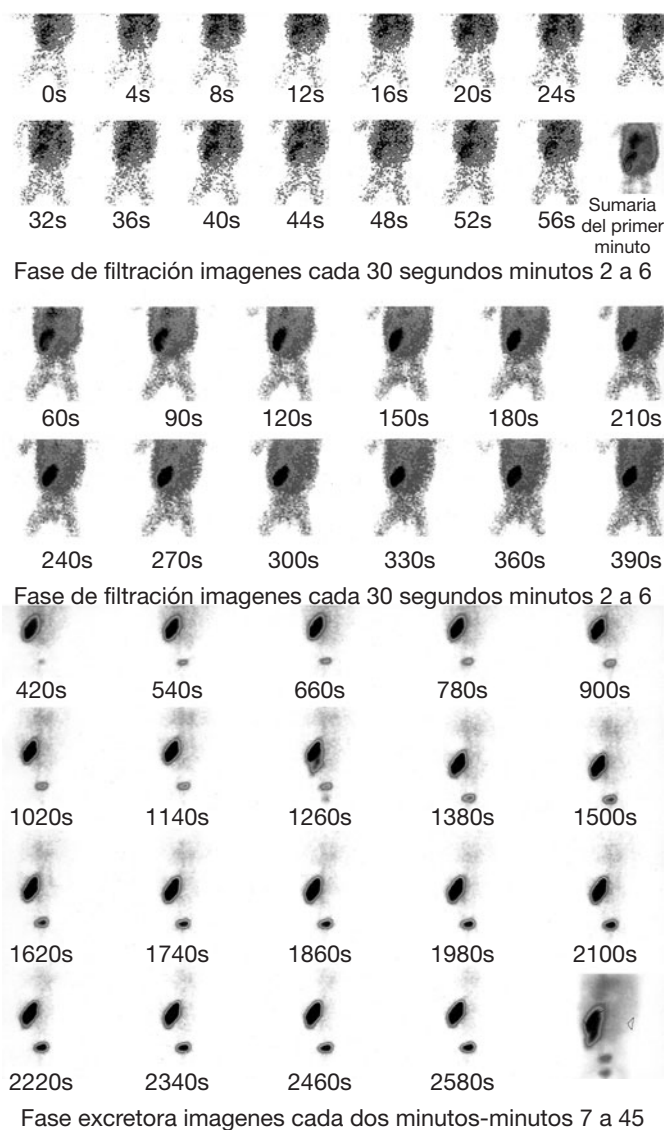 0s 4s 8s 12s 16s 20s 24s
32s 36s 40s 44s 48s 52s 56s
Sumaria
del primer
minuto
Fase de filtración imagenes cada 30 segundos minutos 2 a 6
60s 90s 120s 150s 180s 210s
240s 270s 300s 330s 360s 390s
Fase de filtración imagenes cada 30 segundos minutos 2 a 6
420s 540s 660s 780s 900s
1020s 1140s 1260s 1380s 1500s
1620s 1740s 1860s 1980s 2100s
2220s 2340s 2460s 2580s
Fase excretora imagenes cada dos minutos-minutos 7 a 45